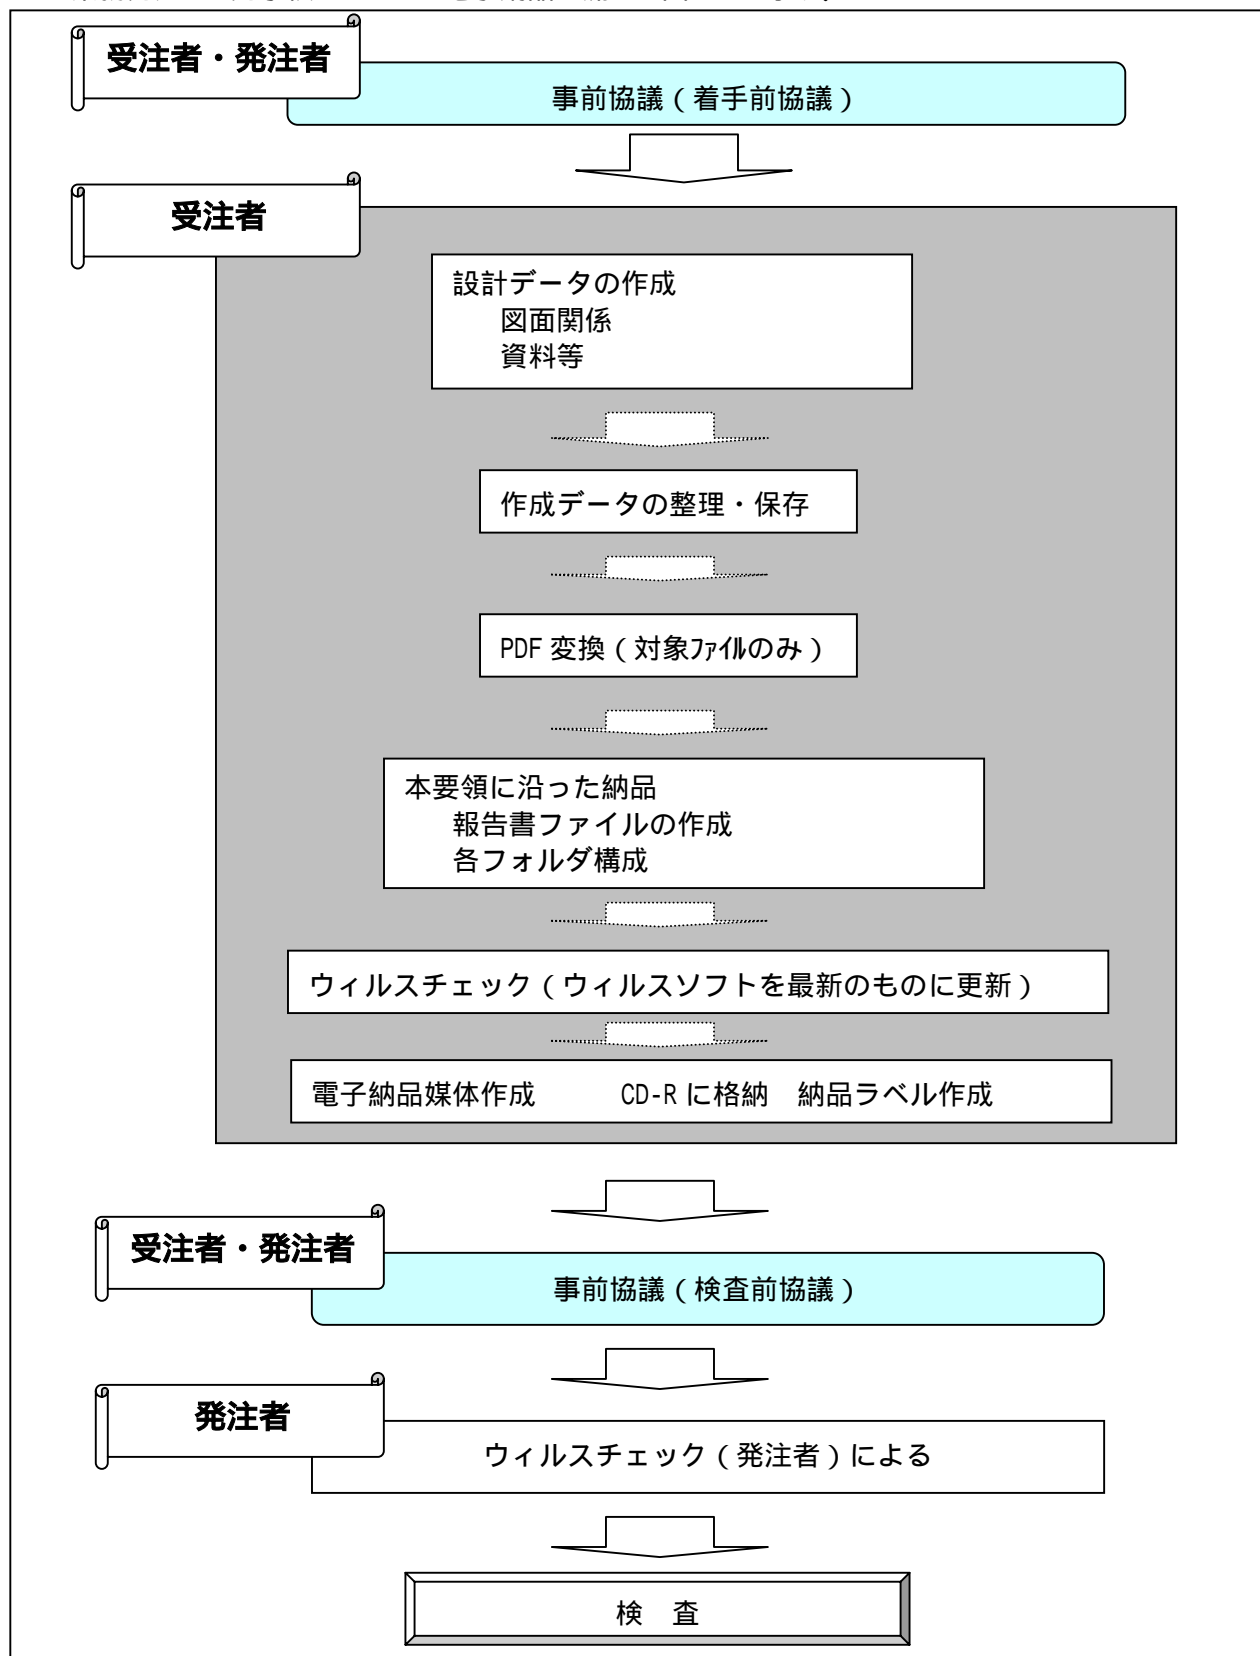 受注者・発注者
事前協議（着手前協議）
受注者
設計データの作成
図面関係
資料等
作成データの整理・保存
PDF 変換（対象ﾌｧｲﾙのみ）
本要領に沿った納品
報告書ファイルの作成
各フォルダ構成
ウィルスチェック（ウィルスソフトを最新のものに更新）
電子納品媒体作成　　　CD-R に格納　納品ラベル作成
受注者・発注者
事前協議（検査前協議）
発注者
ウィルスチェック（発注者）による
検　査